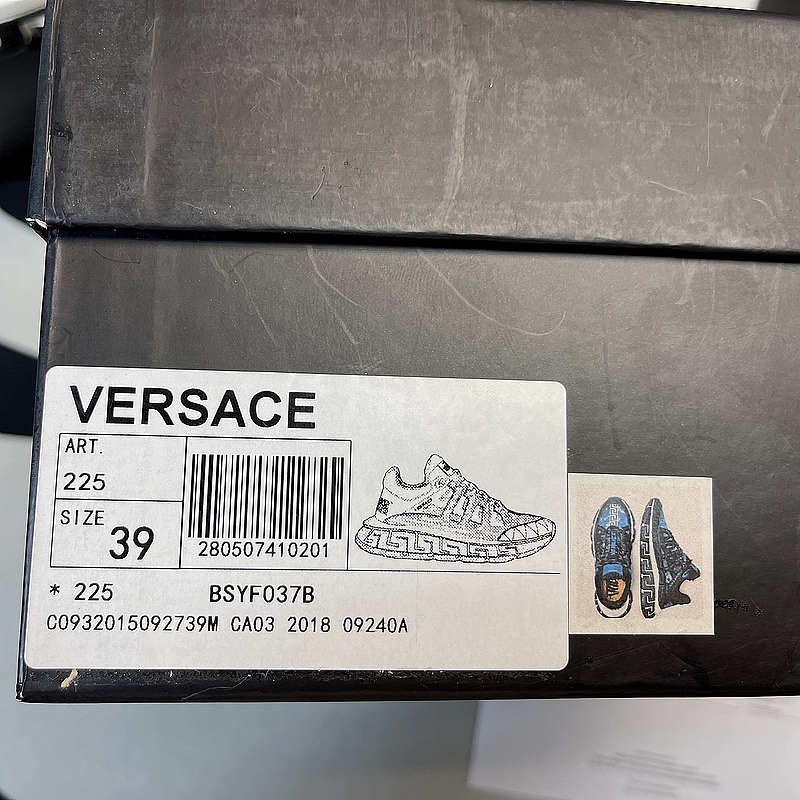 VERSACE
ART.
225
SIZE
39
280507410201
* 225 BSYF037B
C0932015092739M CA03 2018 09240A